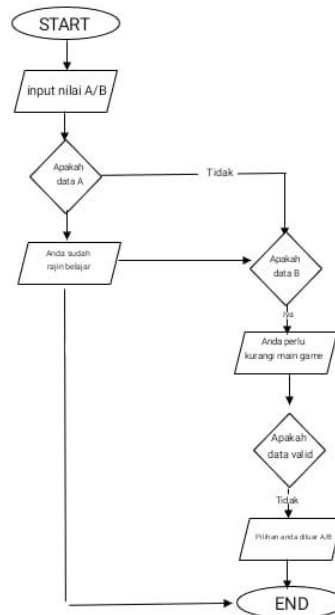 START
input nilai A/B
Apakah
data A
Tidak
Anda sudah
rajin belajar
Apakah
data B
Iya
Anda perlu
kurangi main game
Apakah
data valid
Tidak
Pilihan anda diluar A/B
END